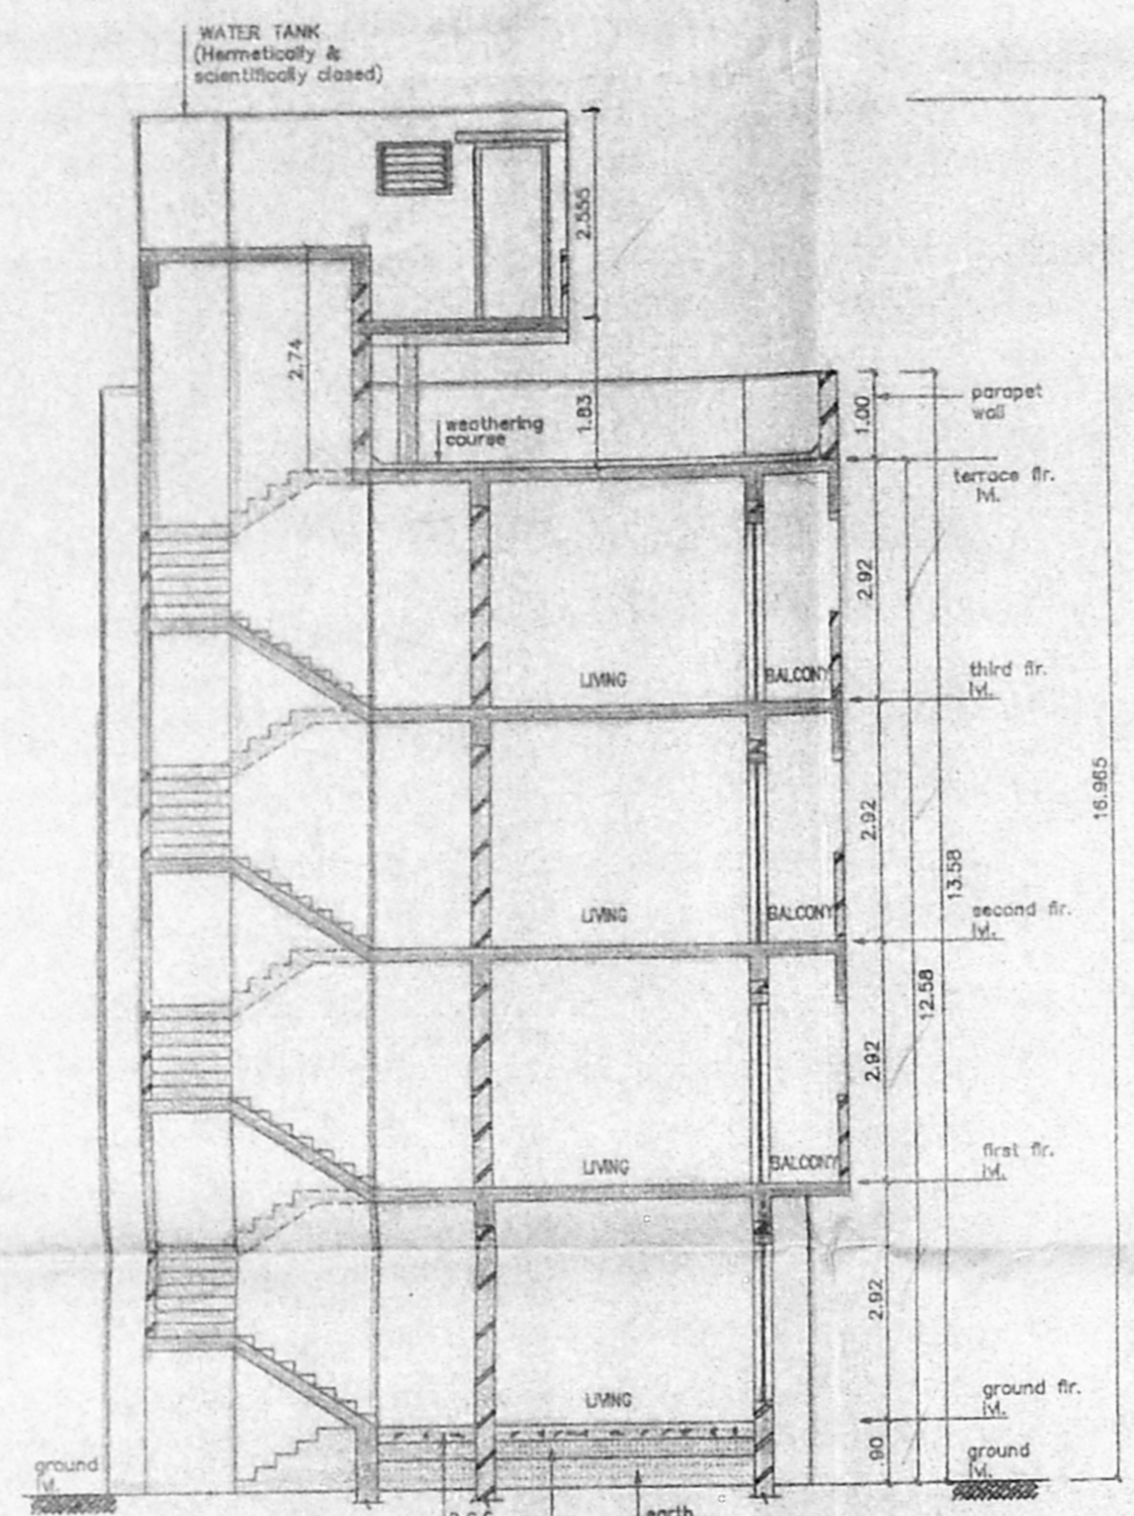 WATER TANK
(Hermetically &
scientifically closed)
2.555
2.74
1.83
weathering
course
1.00
parapet
wall
terrace flr.
lvl.
2.92
LIVING
BALCONY
third flr.
lvl.
2.92
16.965
13.58
LIVING
BALCONY
second flr.
lvl.
12.58
2.92
LIVING
BALCONY
first flr.
lvl.
2.92
LIVING
ground flr.
lvl.
.90
ground
lvl.
ground
lvl.
earth